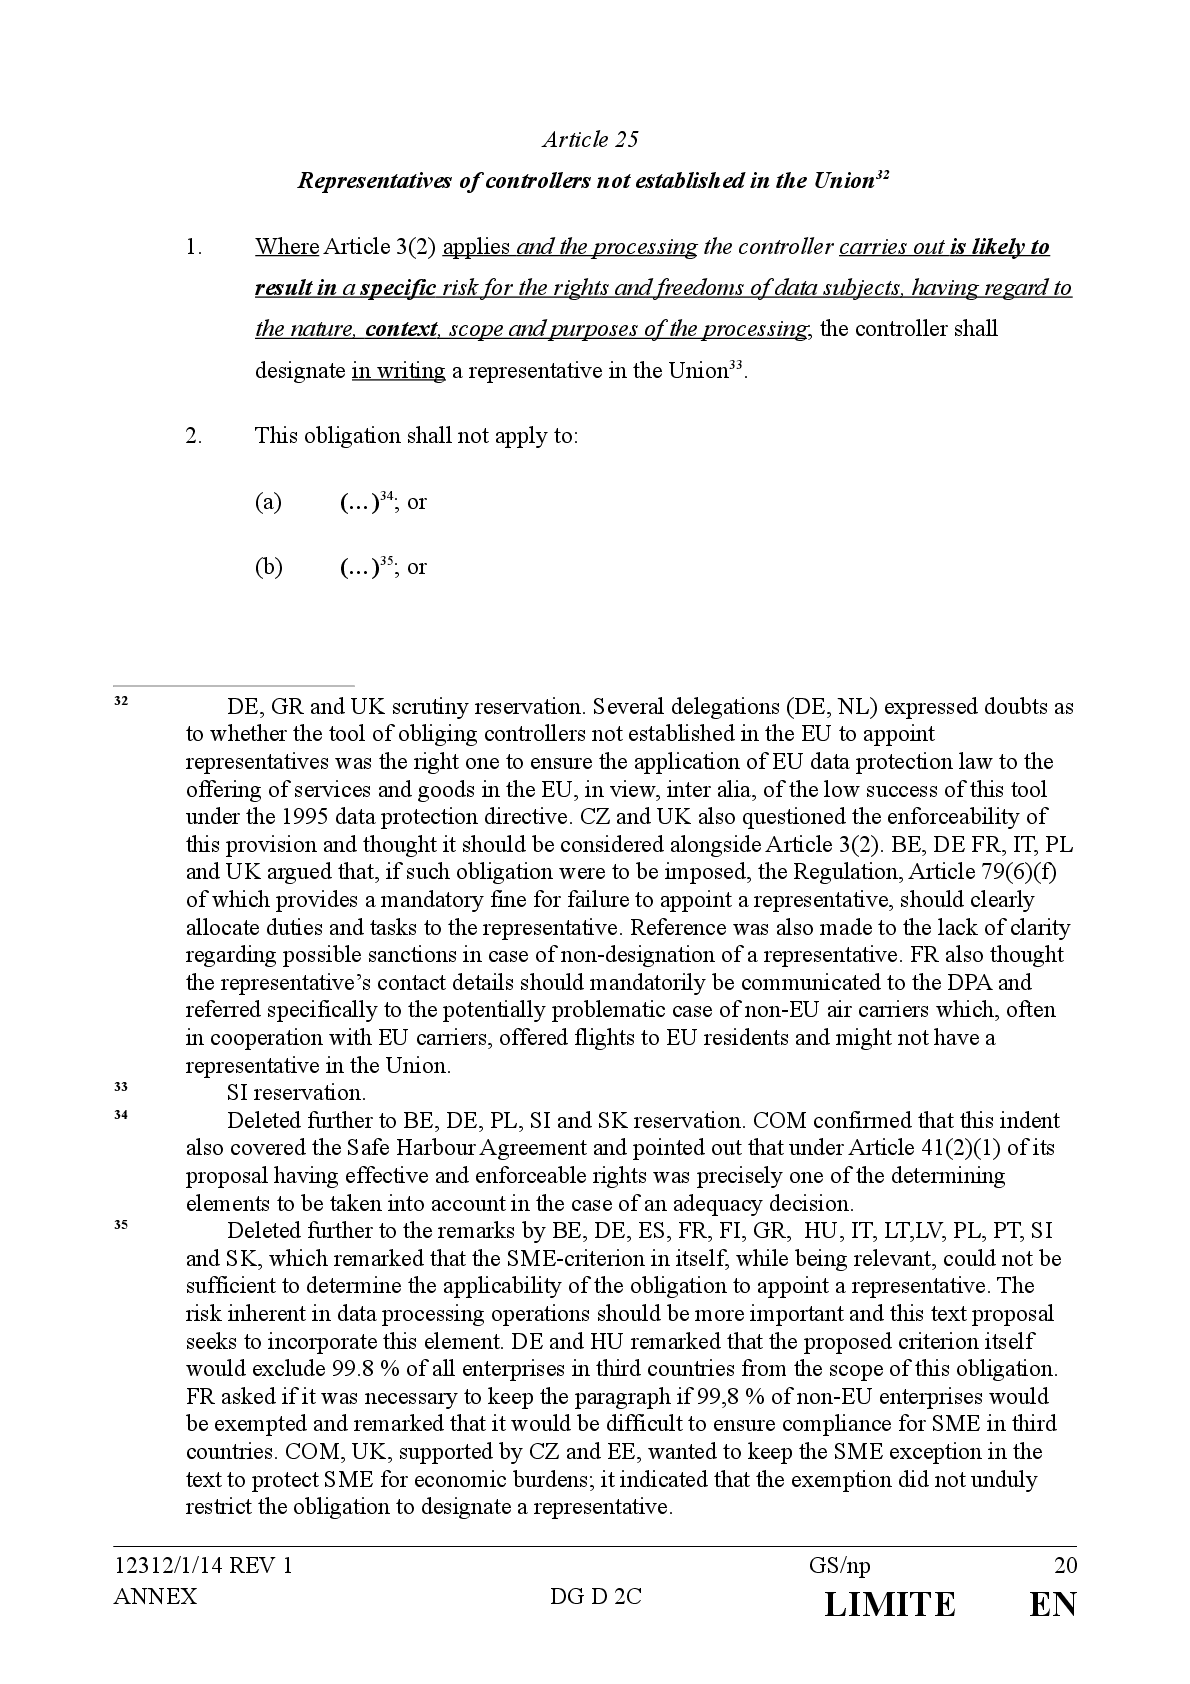 Article 25
Representatives of controllers not established in the Union32
1. Where Article 3(2) applies and the processing the controller carries out is likely to
result in a specific risk for the rights and freedoms of data subjects, having regard to
the nature, context, scope and purposes of the processing, the controller shall
designate in writing a representative in the Union33.
2. This obligation shall not apply to:
(a) (…)34; or
(b) (…)35; or
32 DE, GR and UK scrutiny reservation. Several delegations (DE, NL) expressed doubts as
to whether the tool of obliging controllers not established in the EU to appoint
representatives was the right one to ensure the application of EU data protection law to the
offering of services and goods in the EU, in view, inter alia, of the low success of this tool
under the 1995 data protection directive. CZ and UK also questioned the enforceability of
this provision and thought it should be considered alongside Article 3(2). BE, DE FR, IT, PL
and UK argued that, if such obligation were to be imposed, the Regulation, Article 79(6)(f)
of which provides a mandatory fine for failure to appoint a representative, should clearly
allocate duties and tasks to the representative. Reference was also made to the lack of clarity
regarding possible sanctions in case of non-designation of a representative. FR also thought
the representative’s contact details should mandatorily be communicated to the DPA and
referred specifically to the potentially problematic case of non-EU air carriers which, often
in cooperation with EU carriers, offered flights to EU residents and might not have a
representative in the Union.
33 SI reservation.
34 Deleted further to BE, DE, PL, SI and SK reservation. COM confirmed that this indent
also covered the Safe Harbour Agreement and pointed out that under Article 41(2)(1) of its
proposal having effective and enforceable rights was precisely one of the determining
elements to be taken into account in the case of an adequacy decision.
35 Deleted further to the remarks by BE, DE, ES, FR, FI, GR, HU, IT, LT,LV, PL, PT, SI
and SK, which remarked that the SME-criterion in itself, while being relevant, could not be
sufficient to determine the applicability of the obligation to appoint a representative. The
risk inherent in data processing operations should be more important and this text proposal
seeks to incorporate this element. DE and HU remarked that the proposed criterion itself
would exclude 99.8 % of all enterprises in third countries from the scope of this obligation.
FR asked if it was necessary to keep the paragraph if 99,8 % of non-EU enterprises would
be exempted and remarked that it would be difficult to ensure compliance for SME in third
countries. COM, UK, supported by CZ and EE, wanted to keep the SME exception in the
text to protect SME for economic burdens; it indicated that the exemption did not unduly
restrict the obligation to designate a representative.
12312/1/14 REV 1 GS/np 20
ANNEX DG D 2C LIMITE EN